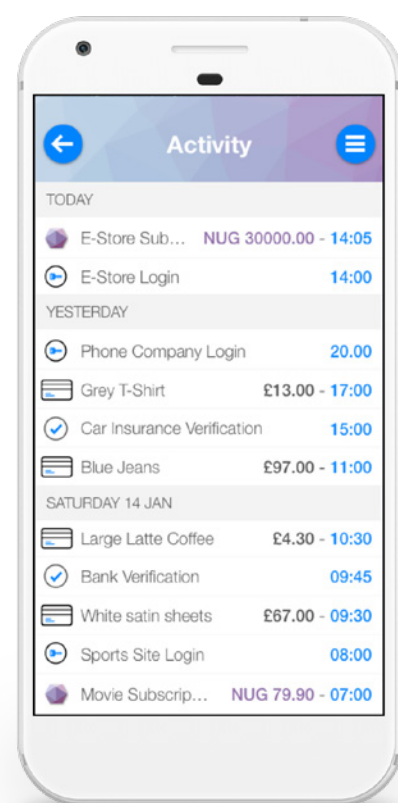 Activity
TODAY
E-Store Sub... NUG 30000.00 - 14:05
E-Store Login 14:00
YESTERDAY
Phone Company Login 20.00
Grey T-Shirt £13.00 - 17:00
Car Insurance Verification 15:00
Blue Jeans £97.00 - 11:00
SATURDAY 14 JAN
Large Latte Coffee £4.30 - 10:30
Bank Verification 09:45
White satin sheets £67.00 - 09:30
Sports Site Login 08:00
Movie Subscrip... NUG 79.90 - 07:00